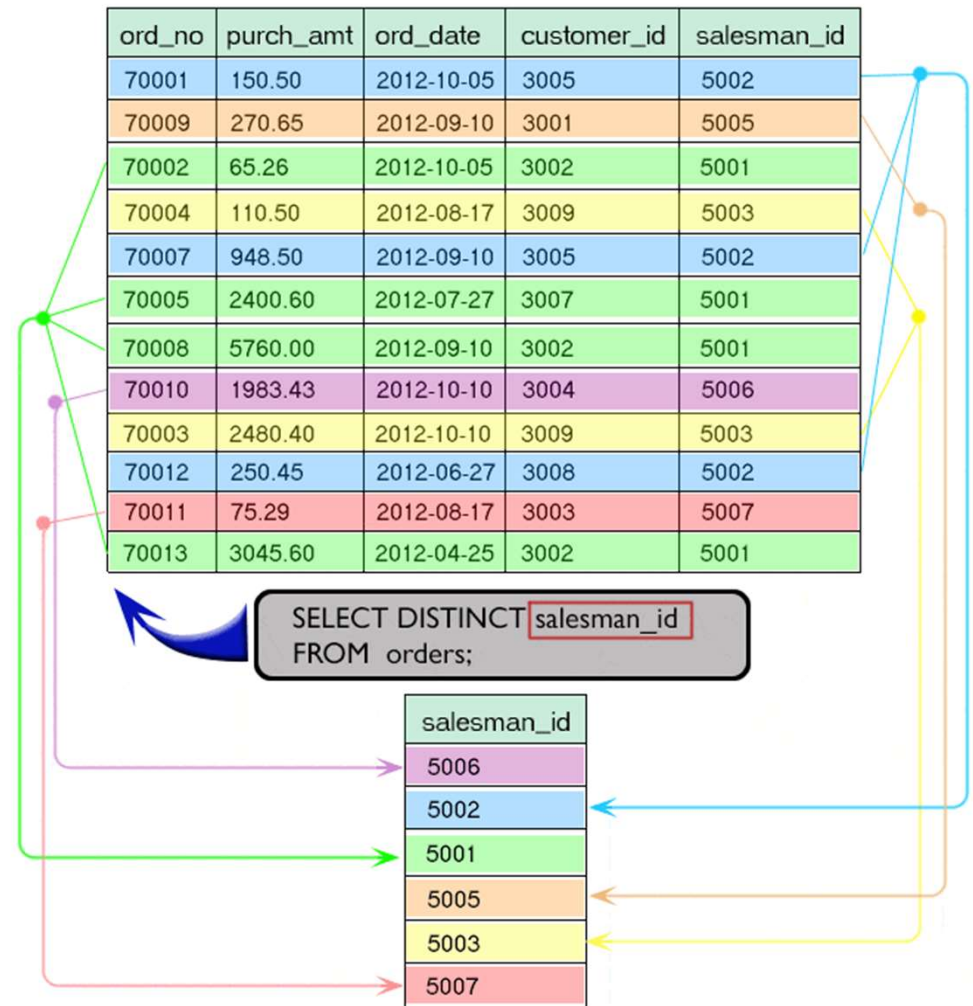 ord_no purch_amt ord_date customer_id salesman_id
70001 150.50 2012-10-05 3005 5002
70009 270.65 2012-09-10 3001 5005
70002 65.26 2012-10-05 3002 5001
70004 110.50 2012-08-17 3009 5003
70007 948.50 2012-09-10 3005 5002
70005 2400.60 2012-07-27 3007 5001
70008 5760.00 2012-09-10 3002 5001
70010 1983.43 2012-10-10 3004 5006
70003 2480.40 2012-10-10 3009 5003
70012 250.45 2012-06-27 3008 5002
70011 75.29 2012-08-17 3003 5007
70013 3045.60 2012-04-25 3002 5001
SELECT DISTINCT salesman_id
FROM orders;
salesman_id
5006
5002
5001
5005
5003
5007